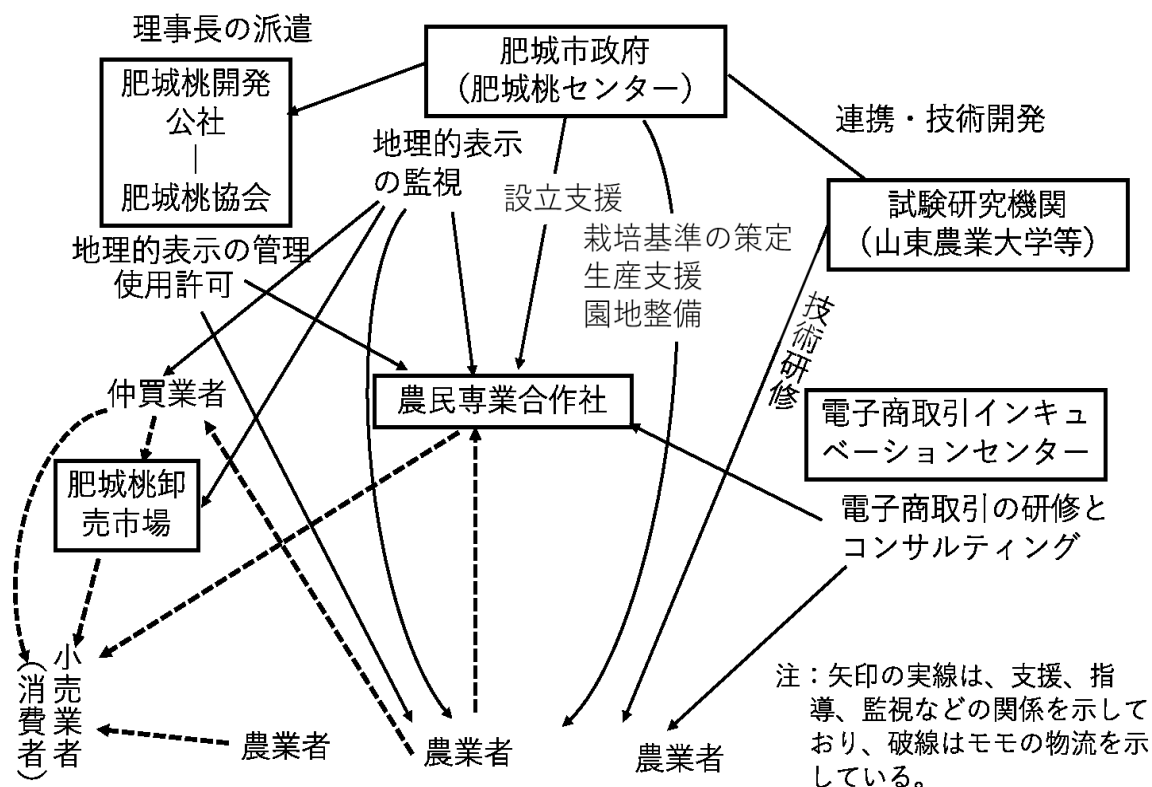 理事長の派遣
肥城桃開発
公社
|
肥城桃協会
肥城市政府
(肥城桃センター)
連携・技術開発
地理的表示
の監視
設立支援
試験研究機関
(山東農業大学等)
栽培基準の策定
生産支援
園地整備
地理的表示の管理
使用許可
技術研修
仲買業者
農民専業合作社
電子商取引インキュ
ベーションセンター
肥城桃卸
売市場
電子商取引の研修と
コンサルティング
小売業者
(消費者)
農業者
農業者
農業者
注:矢印の実線は、支援、指
導、監視などの関係を示して
おり、破線はモモの物流を示
している。